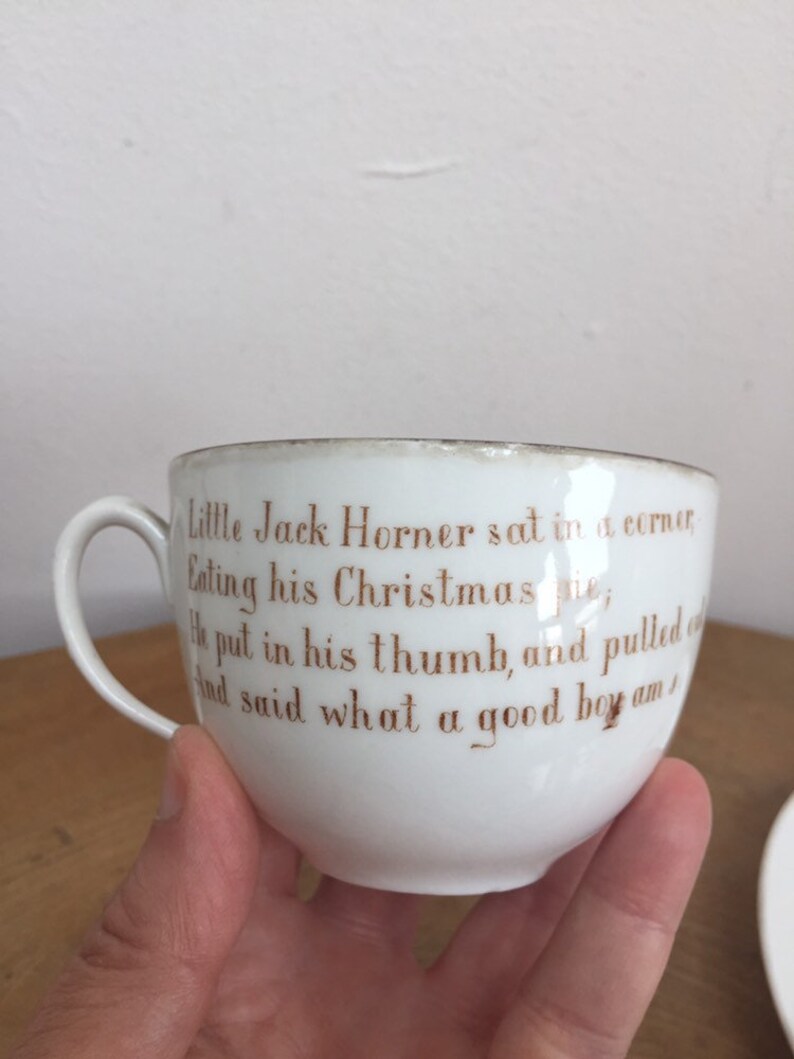 Little Jack Horner sat in a corner,
Eating his Christmas pie;
He put in his thumb, and pulled
And said what a good boy am